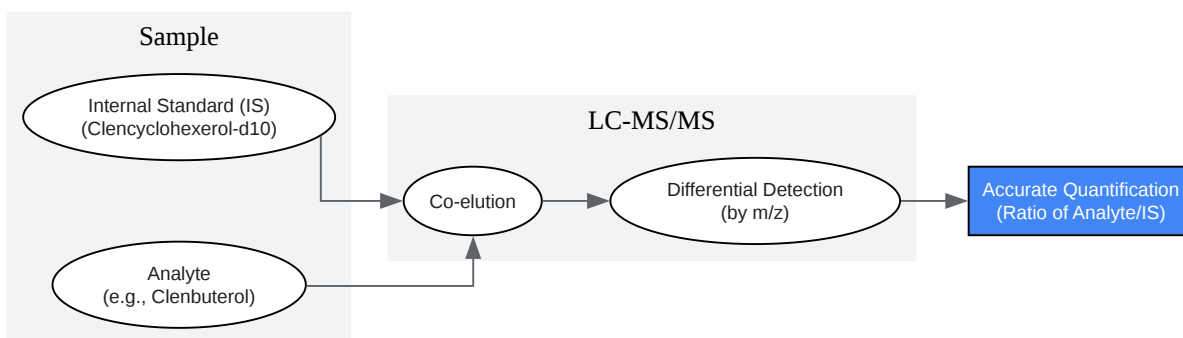 Sample
Internal Standard (IS)
(Clencyclohexerol-d10)
Analyte
(e.g., Clenbuterol)
LC-MS/MS
Co-elution
Differential Detection
(by m/z)
Accurate Quantification
(Ratio of Analyte/IS)